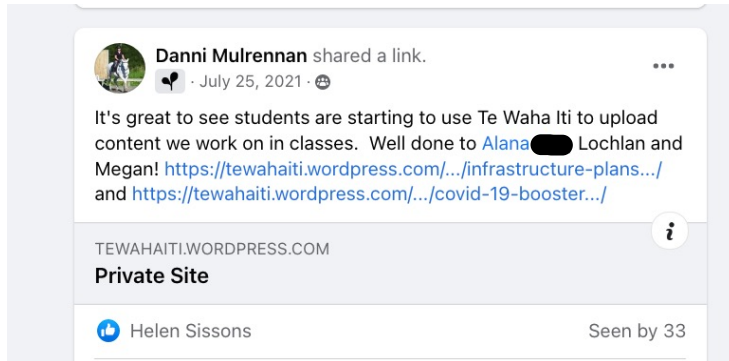 Danni Mulrennan shared a link.
· July 25, 2021 ·
It's great to see students are starting to use Te Waha Iti to upload
content we work on in classes. Well done to Alana Lochlan and
Megan! https://tewahaiti.wordpress.com/.../infrastructure-plans.../
and https://tewahaiti.wordpress.com/.../covid-19-booster.../
TEWAHAITI.WORDPRESS.COM
Private Site
Helen Sissons
Seen by 33